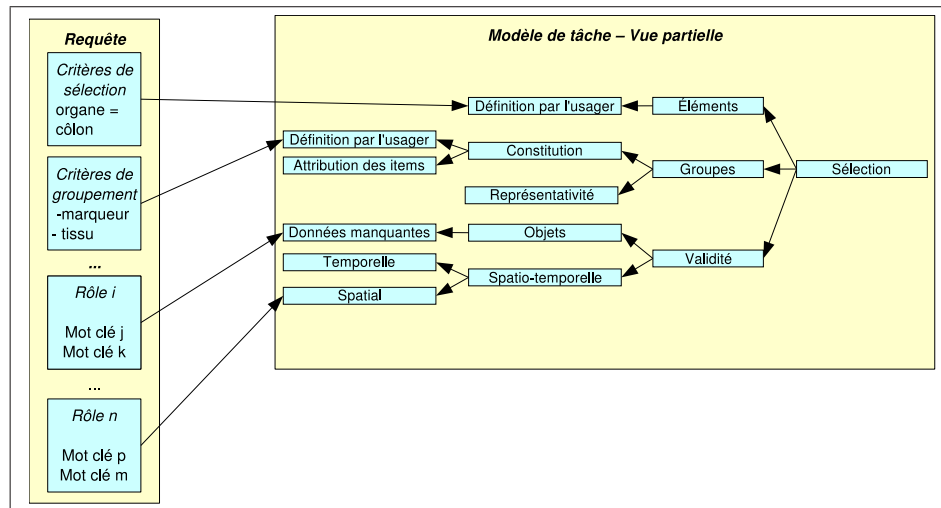 Requête
Critères de
sélection
organe =
côlon
Critères de
groupement
-marqueur
- tissu
...
Rôle i
Mot clé j
Mot clé k
...
Rôle n
Mot clé p
Mot clé m
Modèle de tâche – Vue partielle
Définition par l'usager
Éléments
Définition par l'usager
Attribution des items
Constitution
Groupes
Sélection
Représentativité
Données manquantes
Objets
Temporelle
Validité
Spatio-temporelle
Spatial